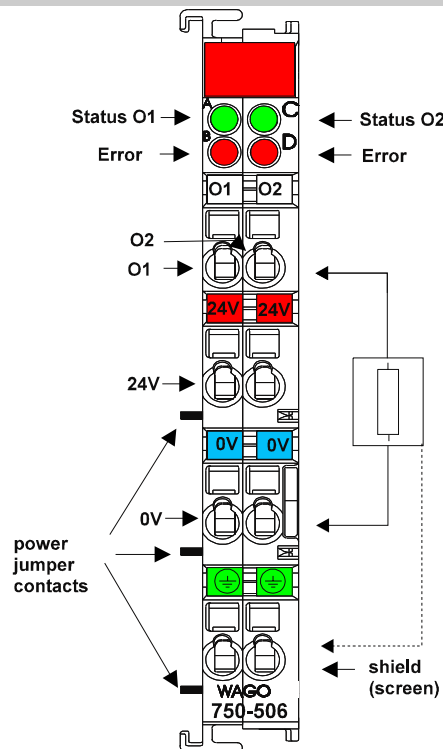 A C
Status O1 Status O2
B D
Error Error
O1 O2
O2
O1
24V 24V
24V
0V 0V
0V
power
jumper
contacts
shield
(screen)
WAGO
750-506